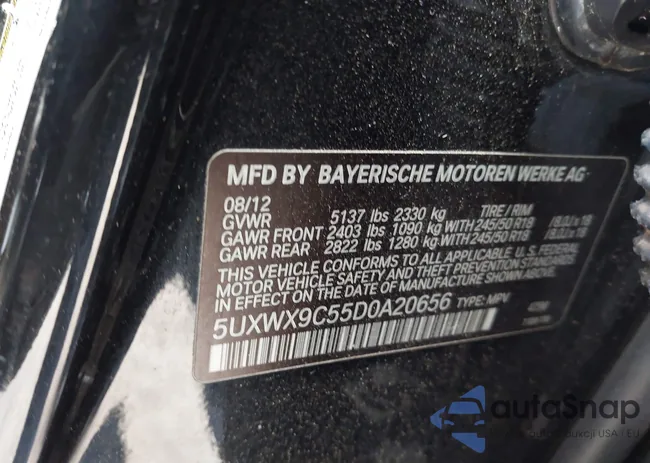 MFD BY BAYERISCHE MOTOREN WERKE AG
08/12
GVWR 5137 lbs 2330 kg TIRE / RIM
GAWR FRONT 2403 lbs 1090 kg WITH 245/50 R18
GAWR REAR 2822 lbs 1280 kg WITH 245/50 R18
THIS VEHICLE CONFORMS TO ALL APPLICABLE U.S. FEDERAL
MOTOR VEHICLE SAFETY AND THEFT PREVENTION STANDARDS
IN EFFECT ON THE DATE OF MANUFACTURE SHOWN ABOVE.
5UXWX9C55D0A20656 TYPE: MPV
autoSnap
USA | EU